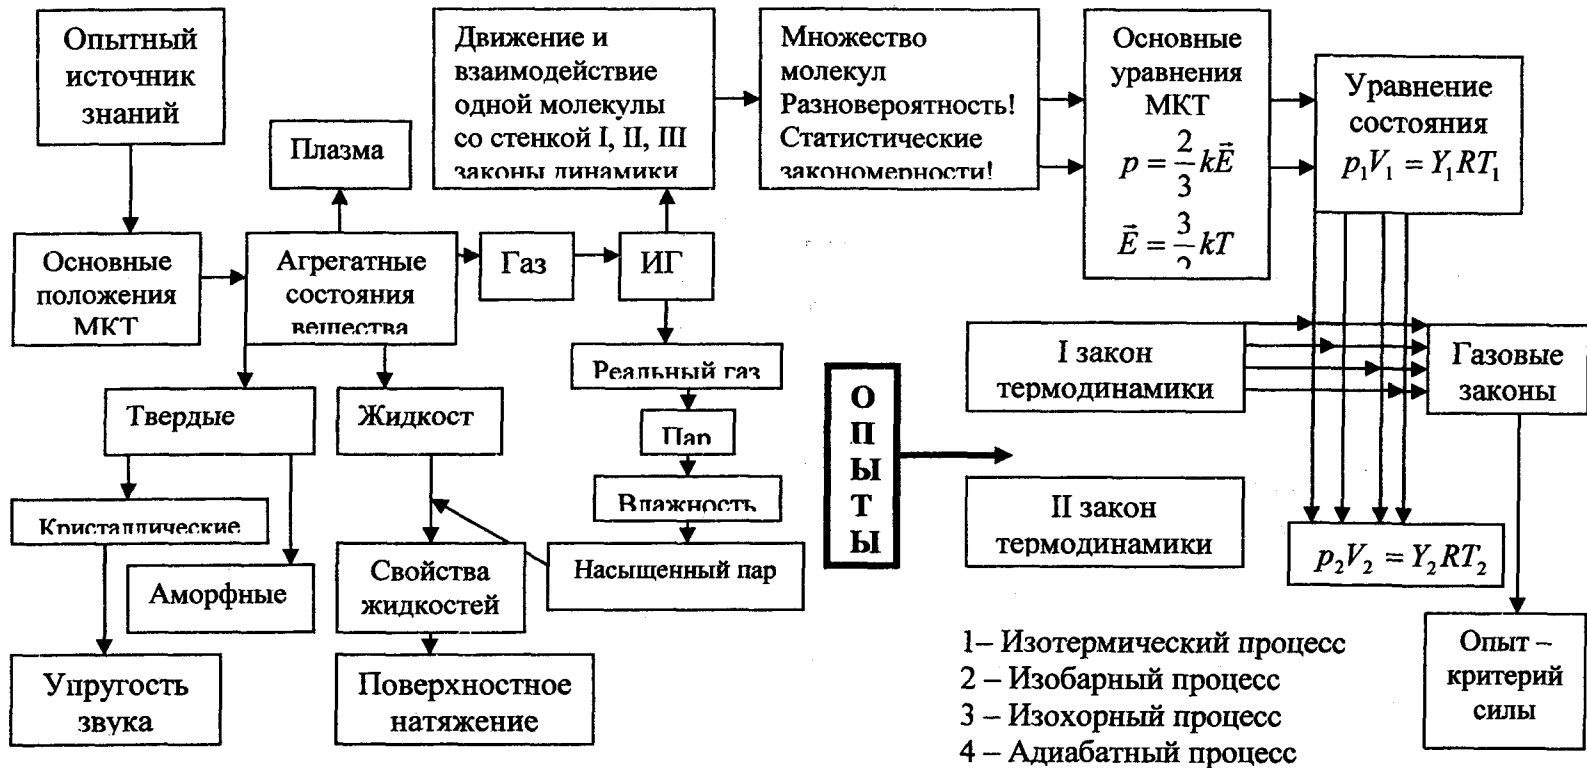 Опытный
источник
знаний
Плазма
Движение и
взаимодействие
одной молекулы
со стенкой I, II, III
законы динамики
Множество
молекул
Разновероятность!
Статистические
закономерности!
Основные
уравнения
МКТ
p = 2/3 kE⃗
E⃗ = 3/2 kT
Уравнение
состояния
p₁V₁ = Y₁RT₁
Основные
положения
МКТ
Агрегатные
состояния
вещества
Газ
ИГ
Реальный газ
Пар
Влажность
Насыщенный пар
Твердые
Жидкост
Кристаллические
Аморфные
Упругость
звука
Свойства
жидкостей
Поверхностное
натяжение
О
П
Ы
Т
Ы
I закон
термодинамики
II закон
термодинамики
Газовые
законы
p₂V₂ = Y₂RT₂
Опыт –
критерий
силы
1– Изотермический процесс
2 – Изобарный процесс
3 – Изохорный процесс
4 – Адиабатный процесс